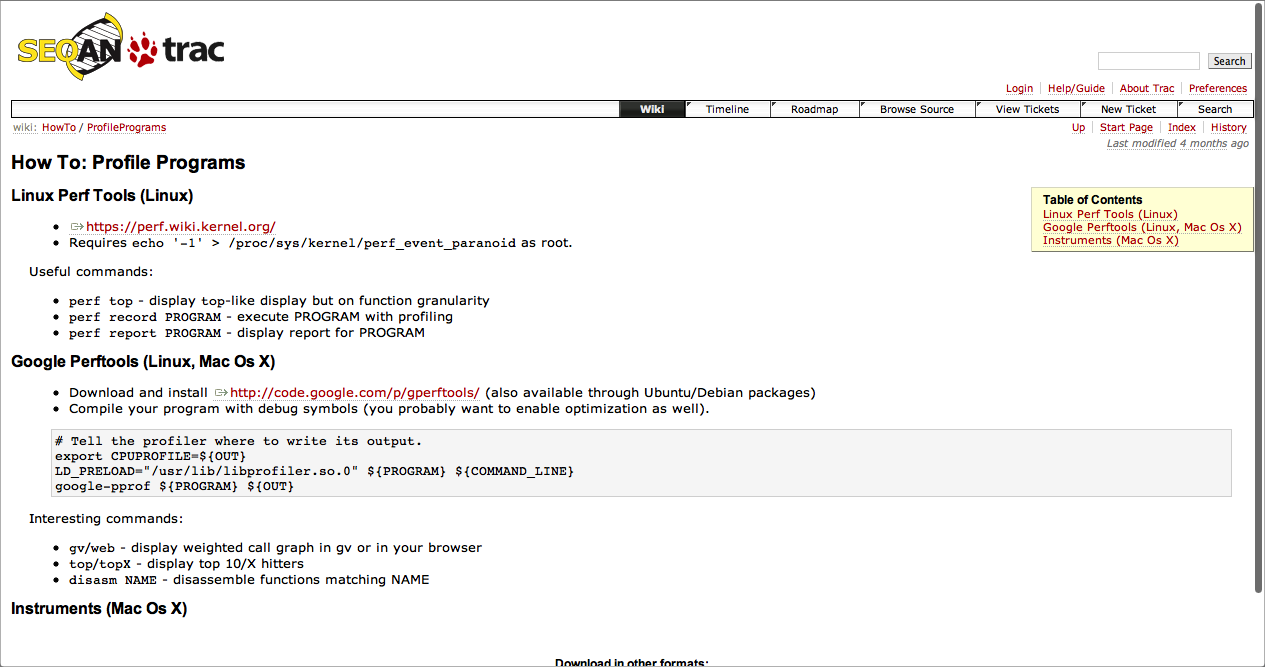 SEQAN trac
Search
Login Help/Guide About Trac Preferences
Wiki Timeline Roadmap Browse Source View Tickets New Ticket Search
wiki: HowTo / ProfilePrograms
Up Start Page Index History
Last modified 4 months ago
How To: Profile Programs
Linux Perf Tools (Linux)
https://perf.wiki.kernel.org/
Requires echo '-1' > /proc/sys/kernel/perf_event_paranoid as root.
Table of Contents
Linux Perf Tools (Linux)
Google Perftools (Linux, Mac Os X)
Instruments (Mac Os X)
Useful commands:
perf top - display top-like display but on function granularity
perf record PROGRAM - execute PROGRAM with profiling
perf report PROGRAM - display report for PROGRAM
Google Perftools (Linux, Mac Os X)
Download and install http://code.google.com/p/gperftools/ (also available through Ubuntu/Debian packages)
Compile your program with debug symbols (you probably want to enable optimization as well).
# Tell the profiler where to write its output.
export CPUPROFILE=${OUT}
LD_PRELOAD="/usr/lib/libprofiler.so.0" ${PROGRAM} ${COMMAND_LINE}
google-pprof ${PROGRAM} ${OUT}
Interesting commands:
gv/web - display weighted call graph in gv or in your browser
top/topX - display top 10/X hitters
disasm NAME - disassemble functions matching NAME
Instruments (Mac Os X)
Download in other formats: